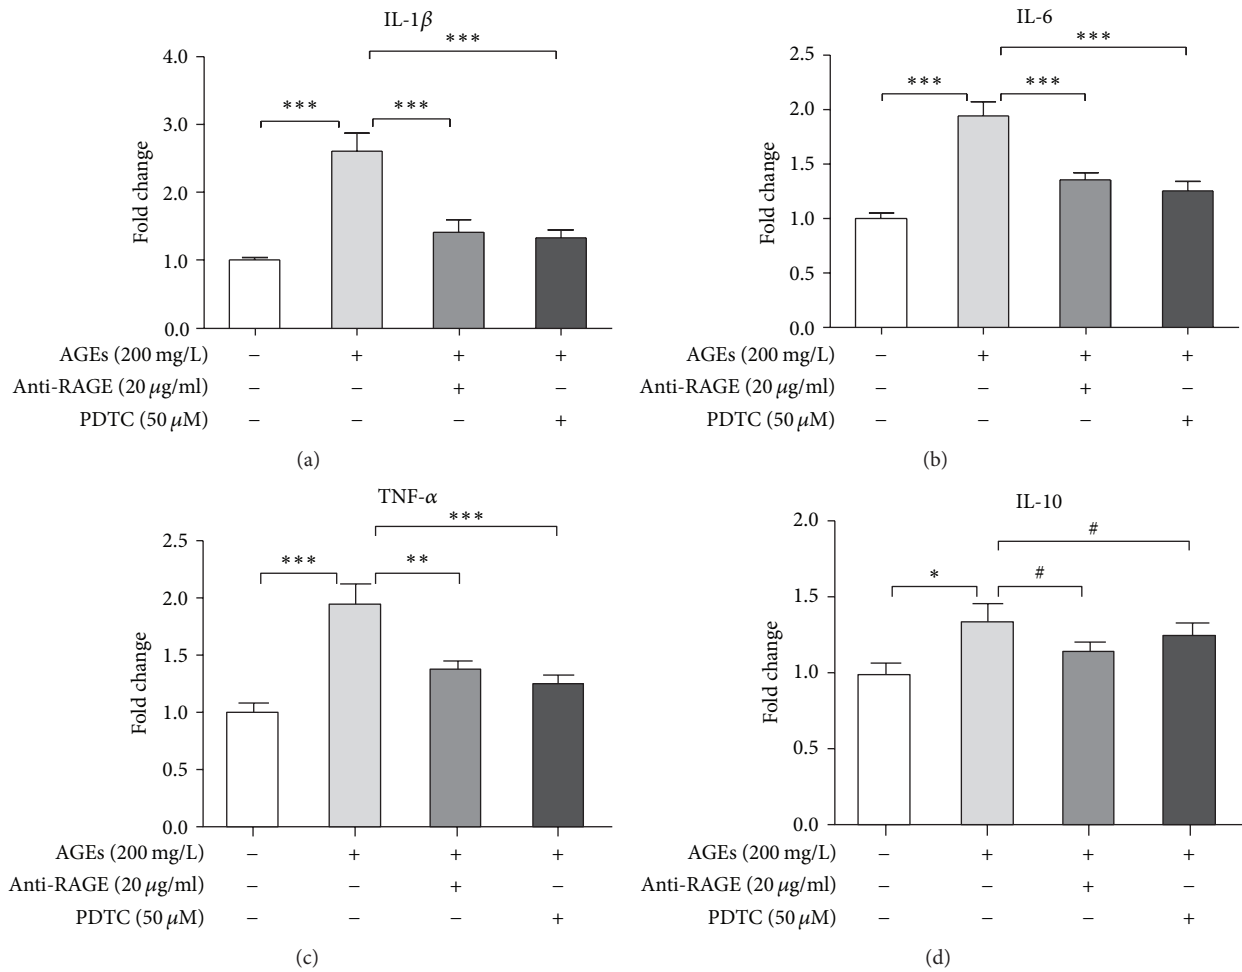 IL-1β
Fold change
4.0
3.0
2.0
1.0
0.0
***
***
***
AGEs (200 mg/L) − + + +
Anti-RAGE (20 μg/ml) − − + −
PDTC (50 μM) − − − +
(a)
IL-6
Fold change
2.5
2.0
1.5
1.0
0.5
0.0
***
***
***
AGEs (200 mg/L) − + + +
Anti-RAGE (20 μg/ml) − − + −
PDTC (50 μM) − − − +
(b)
TNF-α
Fold change
2.5
2.0
1.5
1.0
0.5
0.0
***
***
**
AGEs (200 mg/L) − + + +
Anti-RAGE (20 μg/ml) − − + −
PDTC (50 μM) − − − +
(c)
IL-10
Fold change
2.0
1.5
1.0
0.5
0.0
#
*
#
AGEs (200 mg/L) − + + +
Anti-RAGE (20 μg/ml) − − + −
PDTC (50 μM) − − − +
(d)